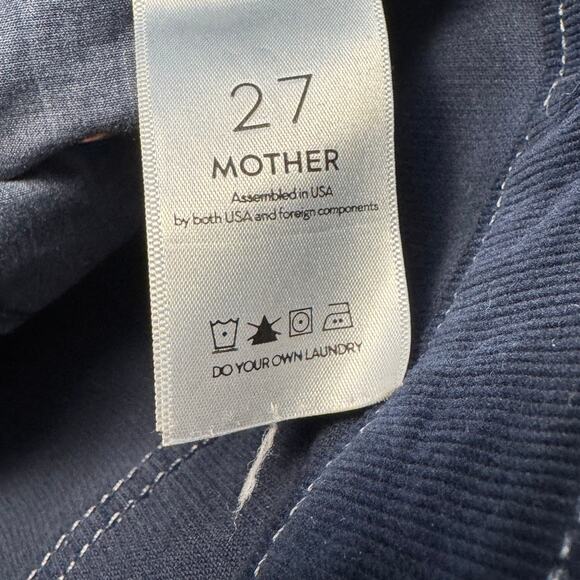 27
MOTHER
Assembled in USA
by both USA and foreign components
DO YOUR OWN LAUNDRY